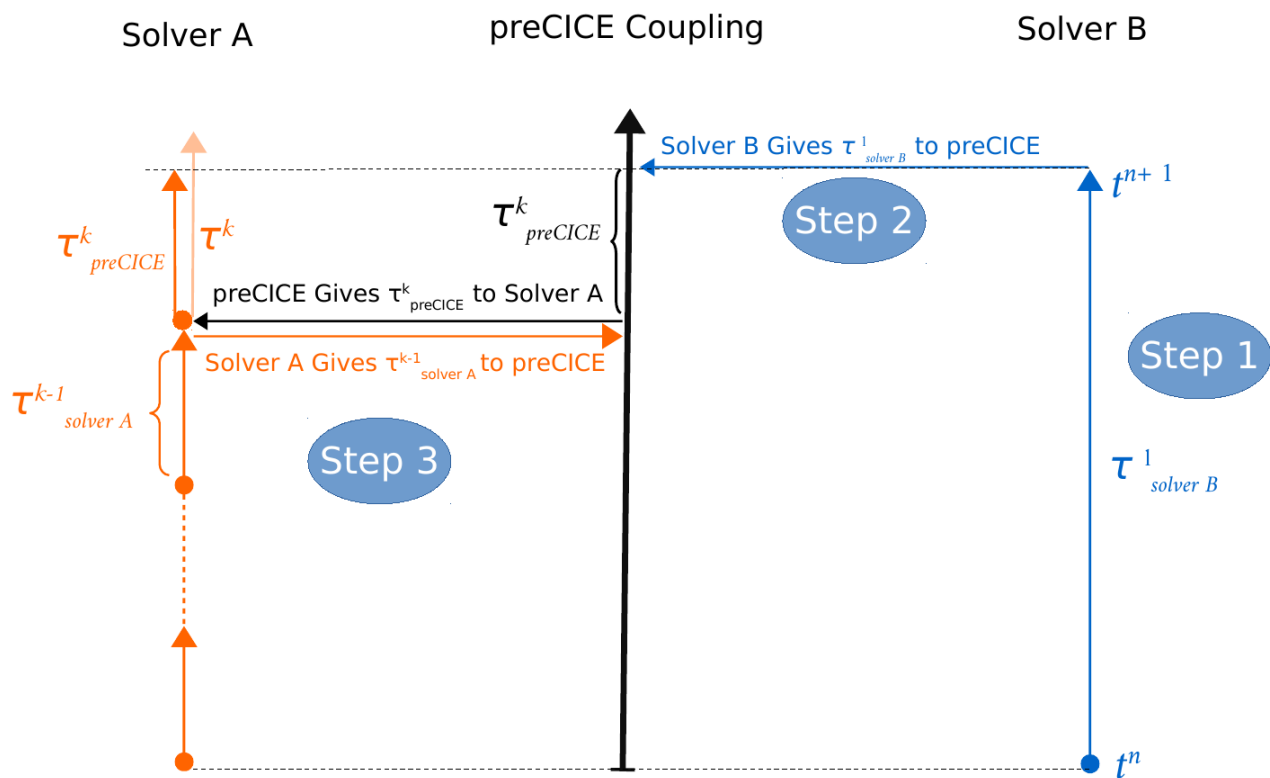 Solver A
preCICE Coupling
Solver B
Solver B Gives τ 1 solver B to preCICE
t n+ 1
Step 2
τ k preCICE
τ k
τ k preCICE
preCICE Gives τ k preCICE to Solver A
Solver A Gives τ k-1 solver A to preCICE
Step 1
τ k-1 solver A
Step 3
τ 1 solver B
t n